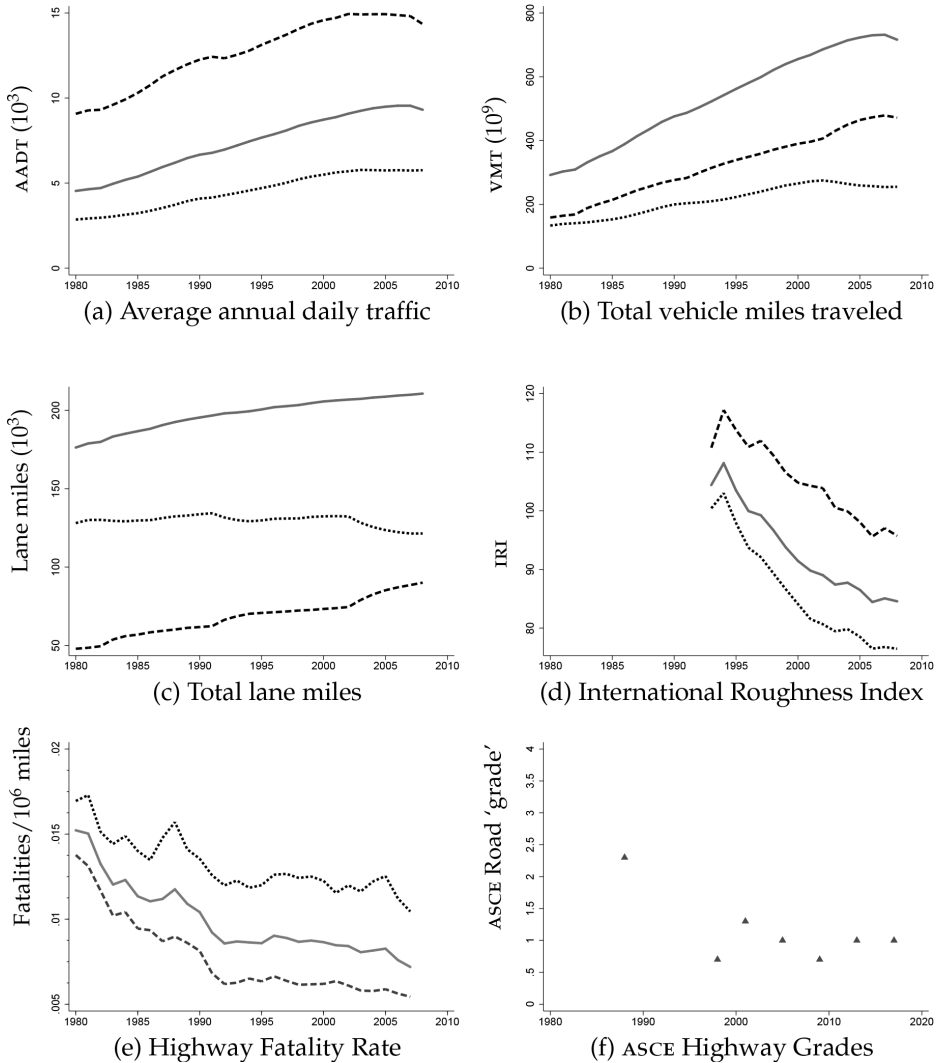 AADT (10³)
15
10
5
0
1980 1985 1990 1995 2000 2005 2010
(a) Average annual daily traffic
VMT (10⁹)
800
600
400
200
0
1980 1985 1990 1995 2000 2005 2010
(b) Total vehicle miles traveled
Lane miles (10³)
200
150
100
50
1980 1985 1990 1995 2000 2005 2010
(c) Total lane miles
IRI
120
110
100
90
80
1980 1985 1990 1995 2000 2005 2010
(d) International Roughness Index
Fatalities/10⁶ miles
.02
.015
.01
.005
1980 1985 1990 1995 2000 2005 2010
(e) Highway Fatality Rate
ASCE Road 'grade'
4
3.5
3
2.5
2
1.5
1
.5
0
1980 1990 2000 2010 2020
(f) ASCE Highway Grades